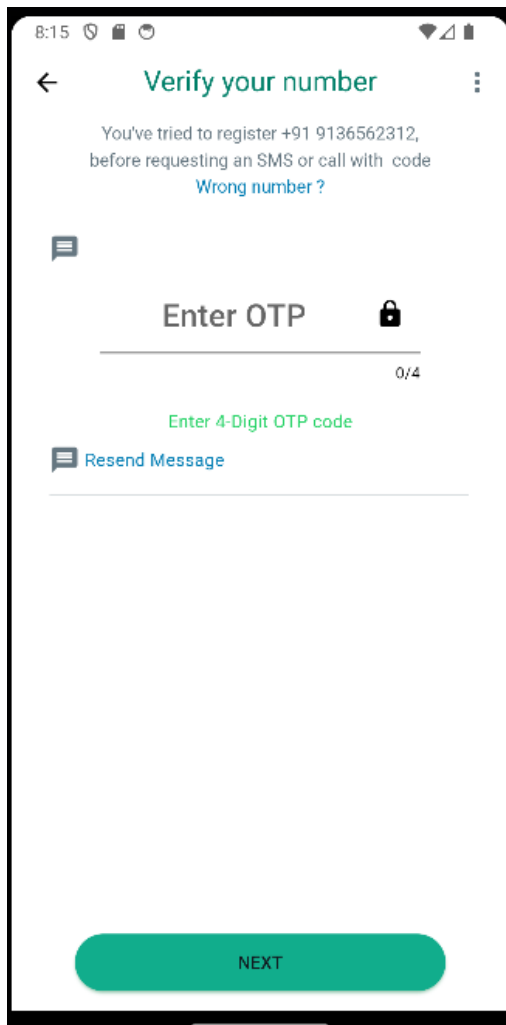 8:15
Verify your number
You've tried to register +91 9136562312,
before requesting an SMS or call with code
Wrong number ?
Enter OTP
0/4
Enter 4-Digit OTP code
Resend Message
NEXT